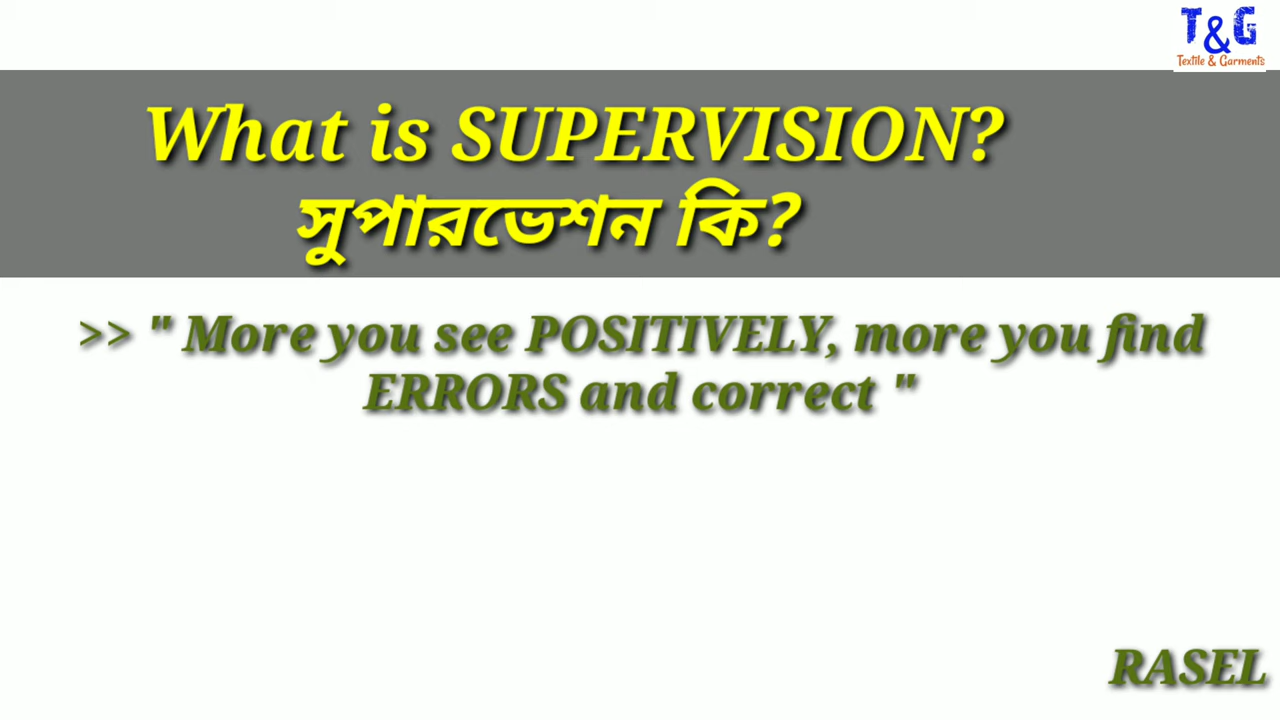 T&G
Textile & Garments
What is SUPERVISION?
সুপারভেশন কি?
>> " More you see POSITIVELY, more you find
ERRORS and correct "
RASEL